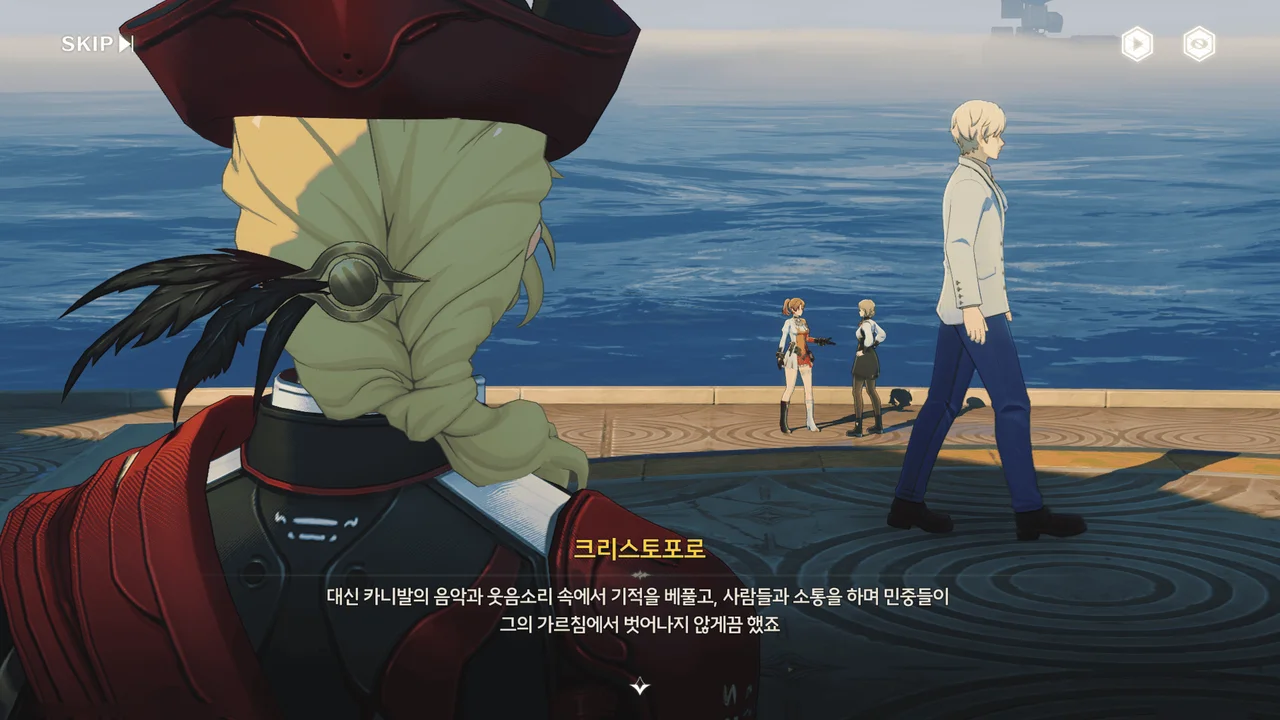 SKIP
크리스토포로
대신 카니발의 음악과 웃음소리 속에서 기적을 베풀고, 사람들과 소통을 하며 민중들이
그의 가르침에서 벗어나지 않게끔 했죠